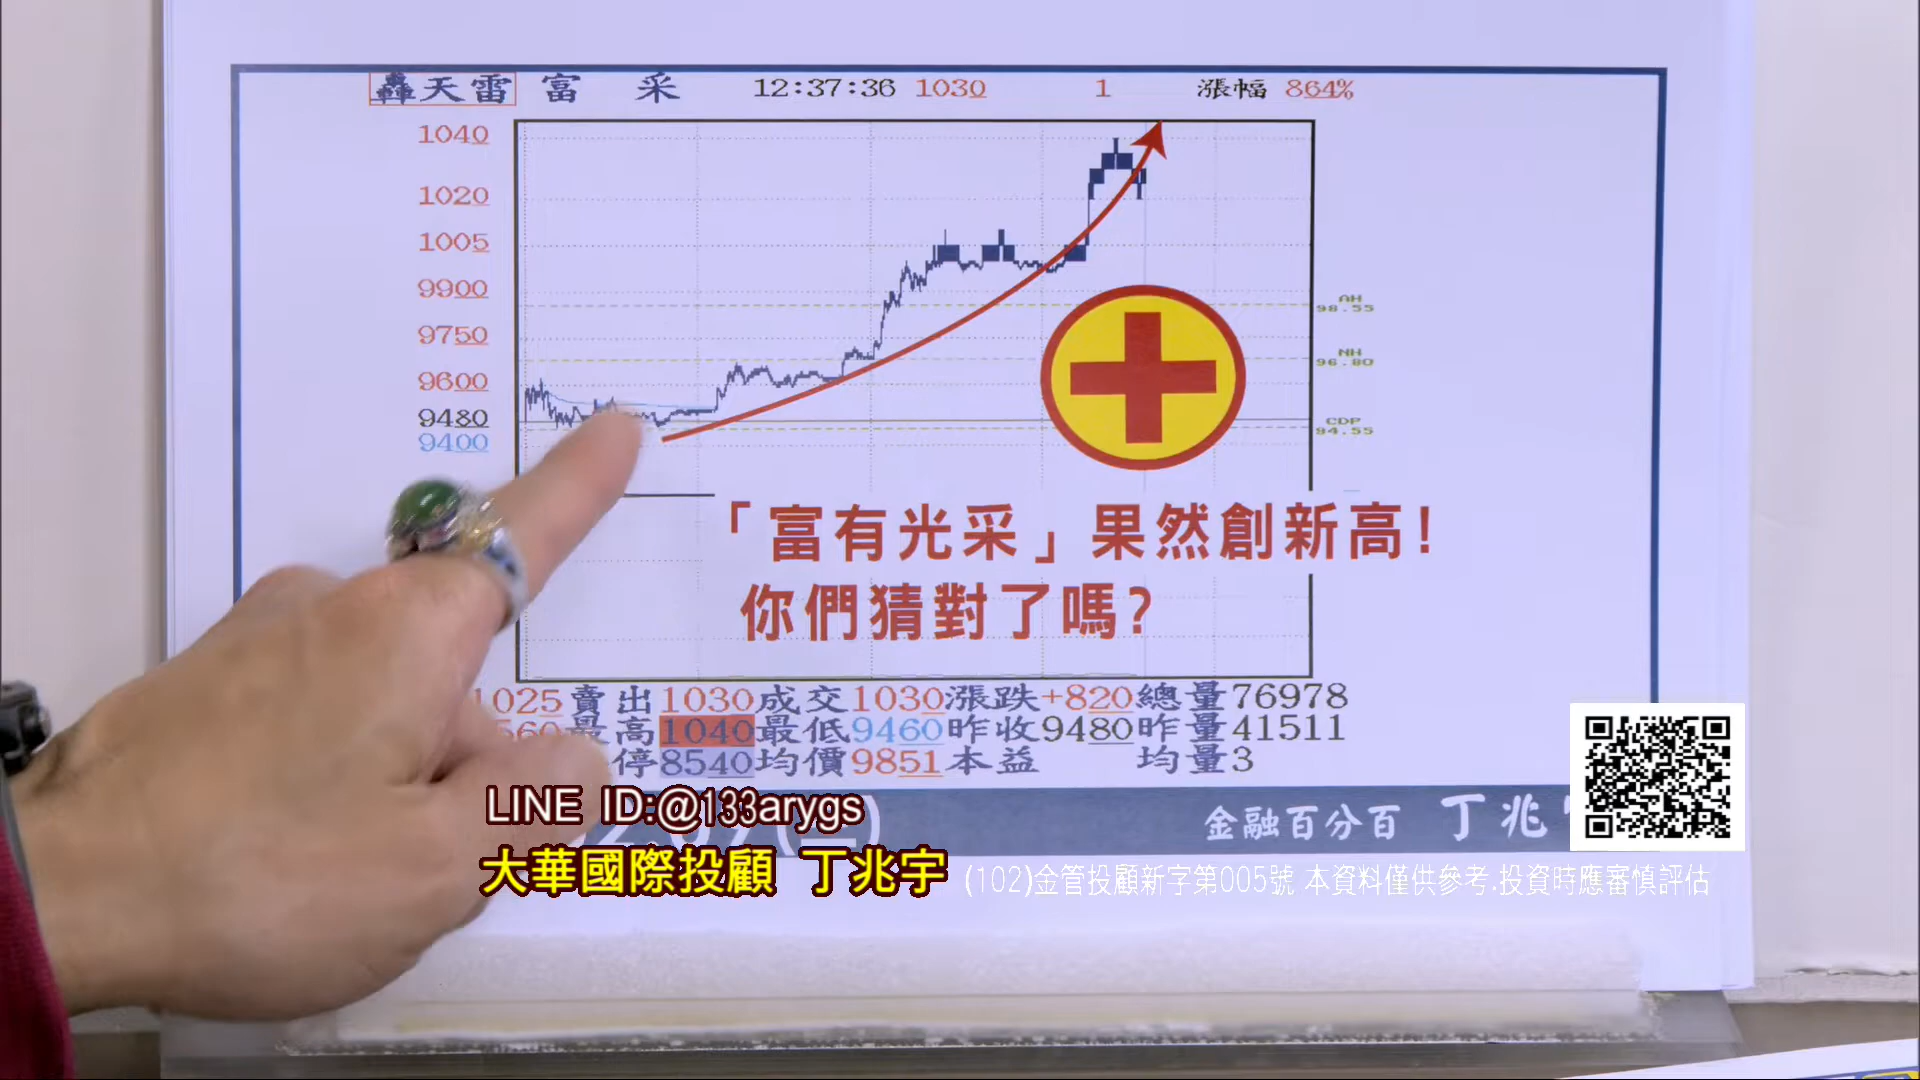 轟天雷 富 采 12:37:36 1030 1 漲幅 864%
1040
1020
1005
9900
9750
9600
9480
9400
AH
98.55
NH
96.80
CDP
94.55
「富有光采」果然創新高!
你們猜對了嗎?
1025 賣出 1030 成交 1030 漲跌 +820 總量 76978
560 最高 1040 最低 9460 昨收 9480 昨量 41511
停 8540 均價 9851 本益 均量 3
金融百分百 丁兆
LINE ID:@133arygs
大華國際投顧 丁兆宇 (102)金管投顧新字第005號 本資料僅供參考.投資時應審慎評估